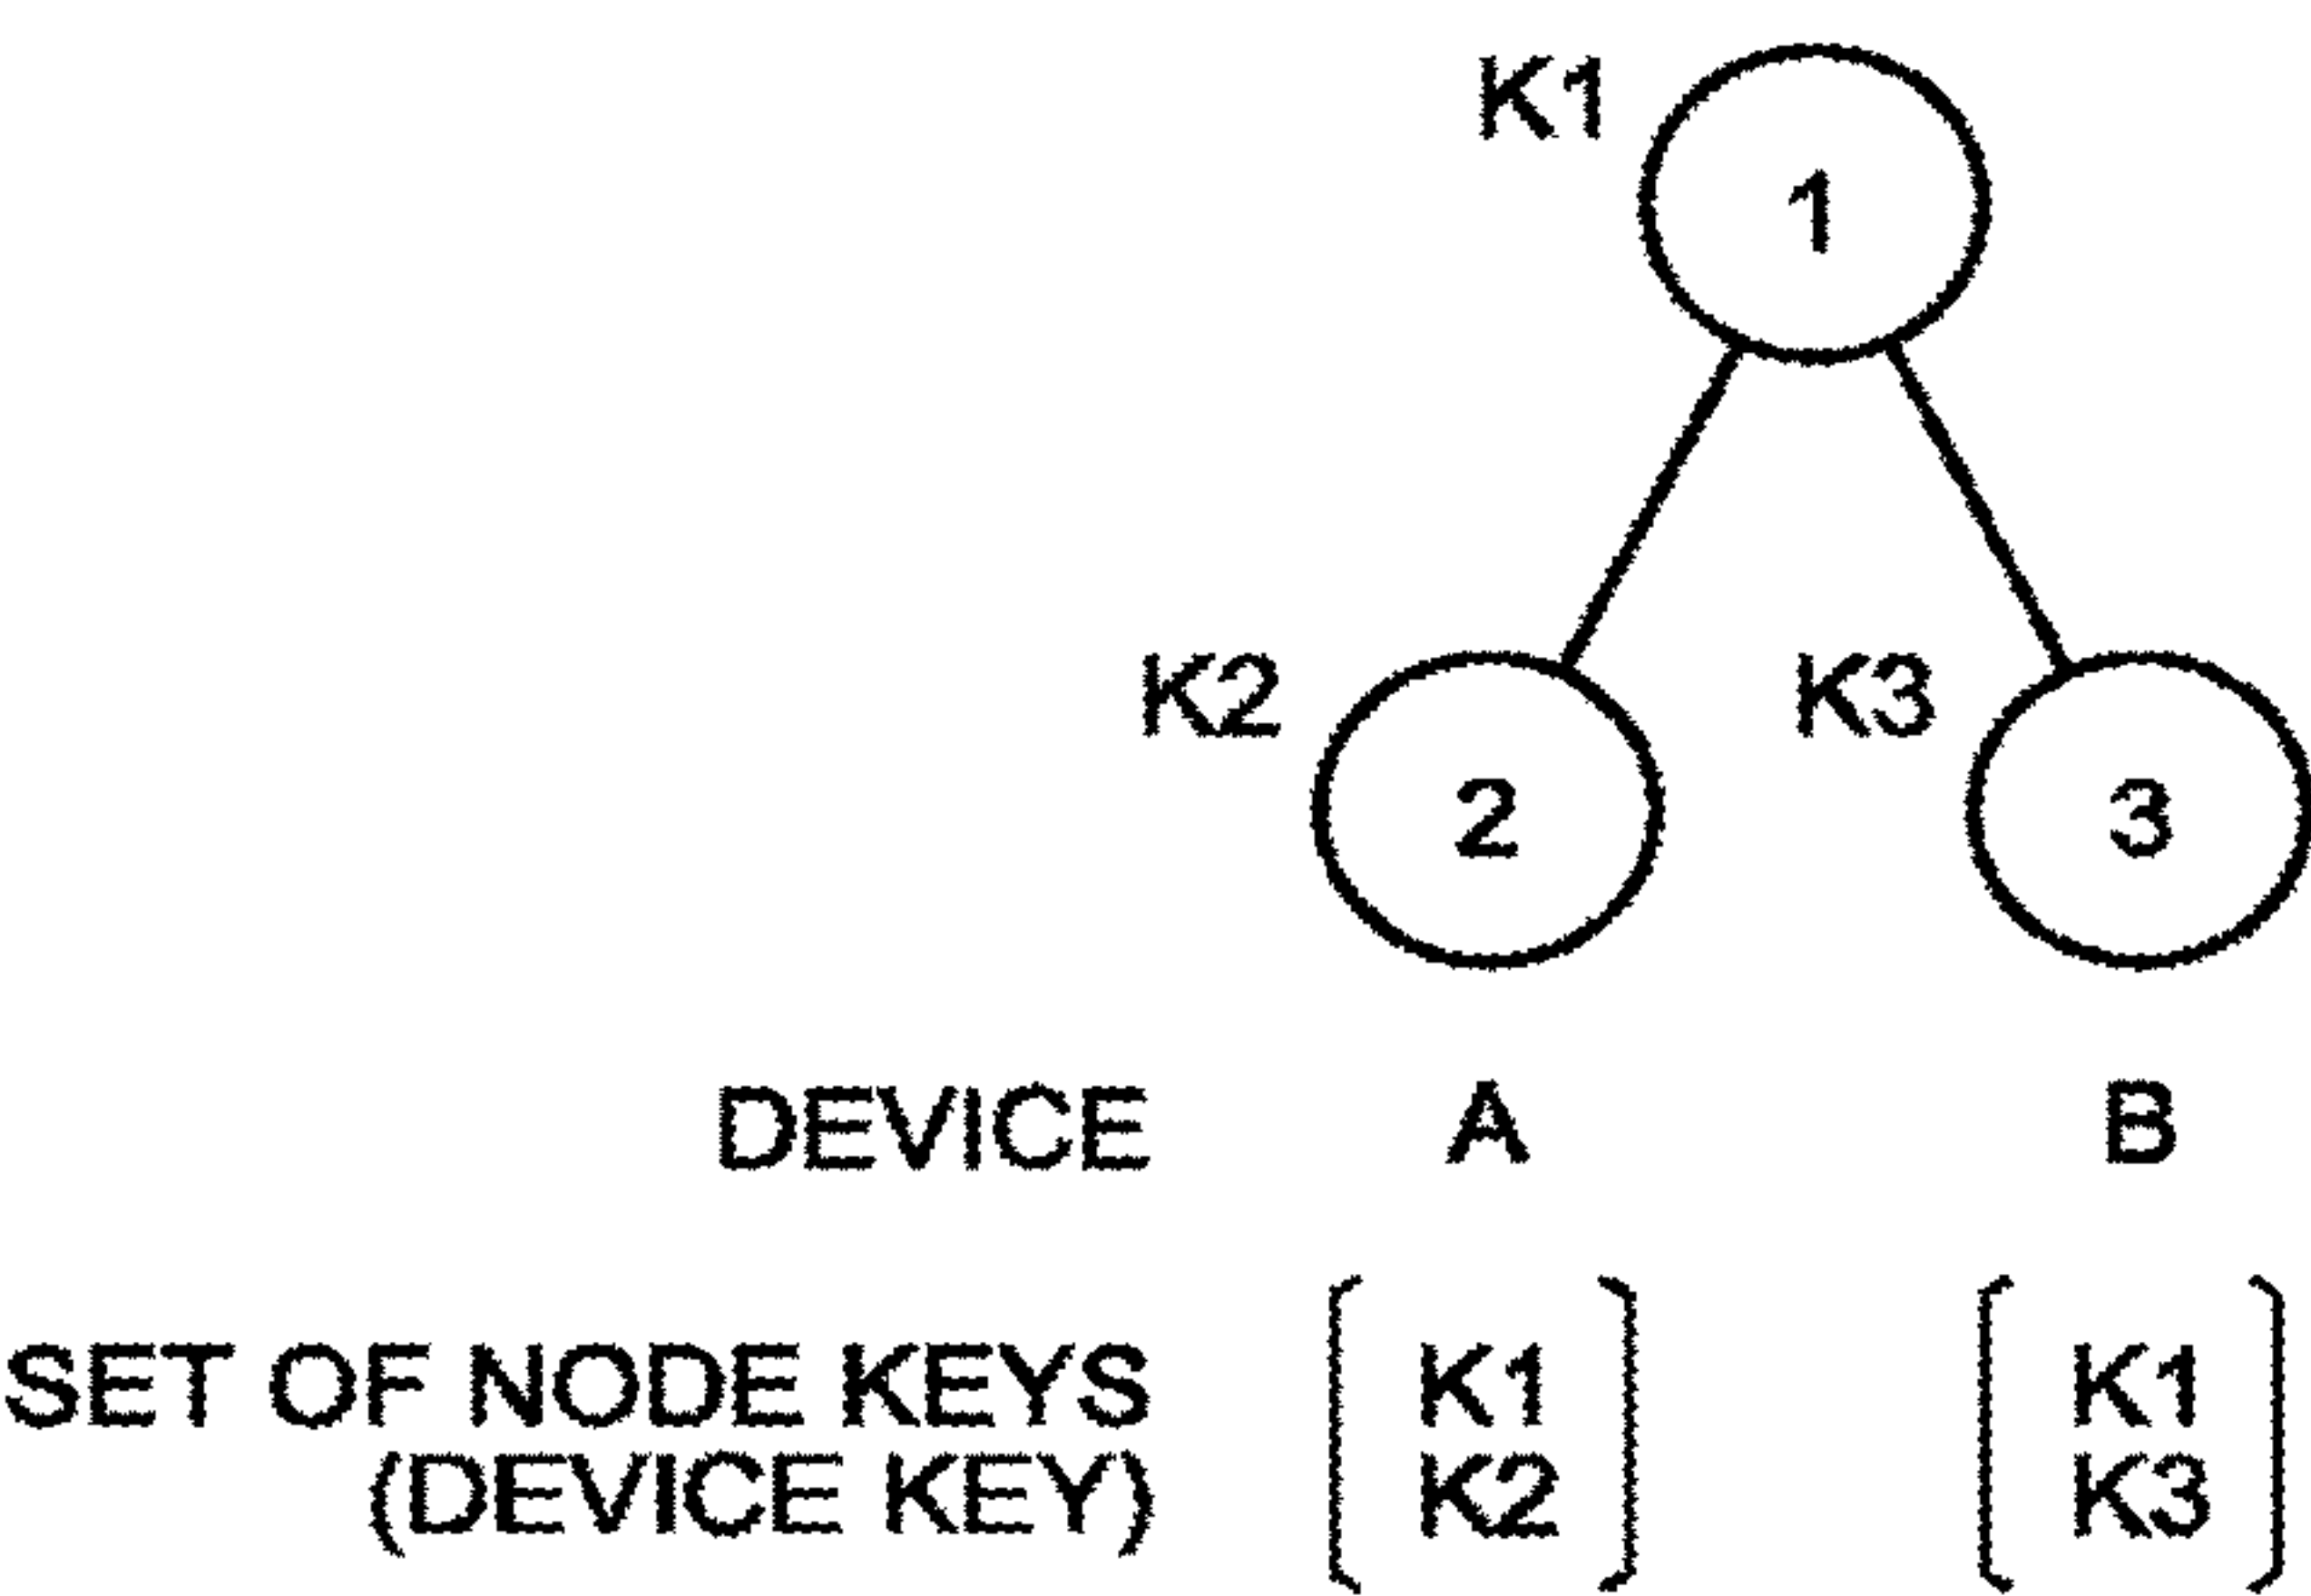 K1
1
K2
2
K3
3
DEVICE A B
SET OF NODE KEYS K1 K1
(DEVICE KEY) K2 K3